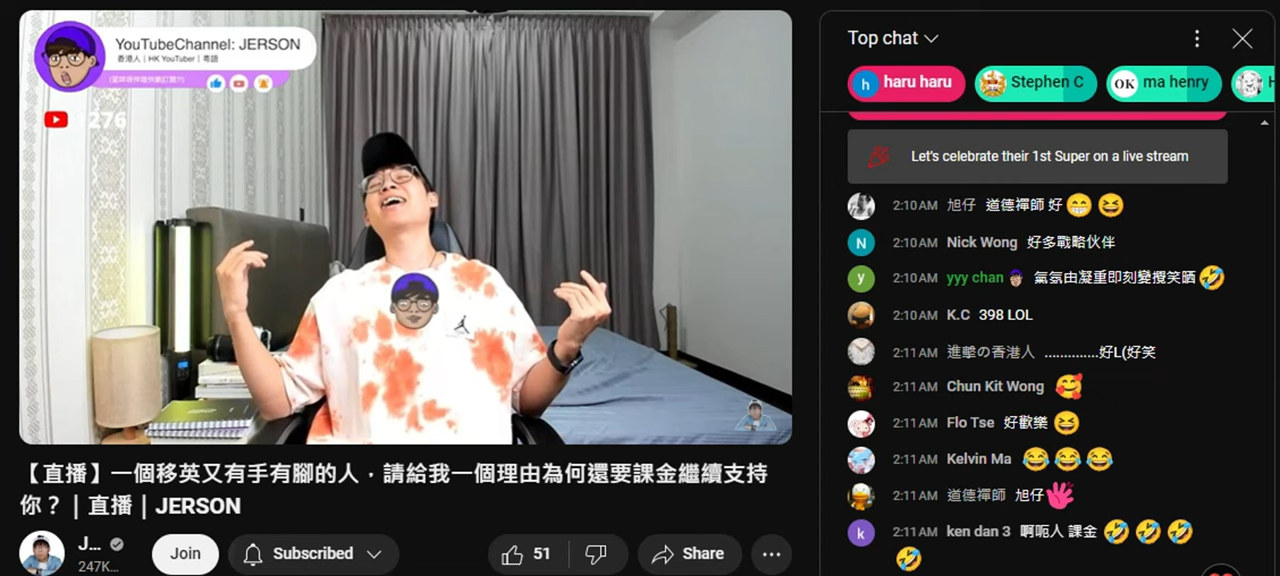 YouTubeChannel: JERSON
香港人 | HK YouTuber | 粵語
1276
【直播】一個移英又有手有腳的人，請給我一個理由為何還要課金繼續支持
你？ | 直播 | JERSON
J...
247K...
Join
Subscribed
51
Share
Top chat
h haru haru
Stephen C
OK ma henry
H
Let's celebrate their 1st Super on a live stream
2:10 AM 旭仔 道德禪師 好
N 2:10 AM Nick Wong 好多戰略伙伴
y 2:10 AM yyy chan 氣氛由凝重即刻變攪笑晒
2:10 AM K.C 398 LOL
2:11 AM 進擊の香港人 ..............好L(好笑
2:11 AM Chun Kit Wong
2:11 AM Flo Tse 好歡樂
2:11 AM Kelvin Ma
2:11 AM 道德禪師 旭仔
k 2:11 AM ken dan 3 啊呃人 課金